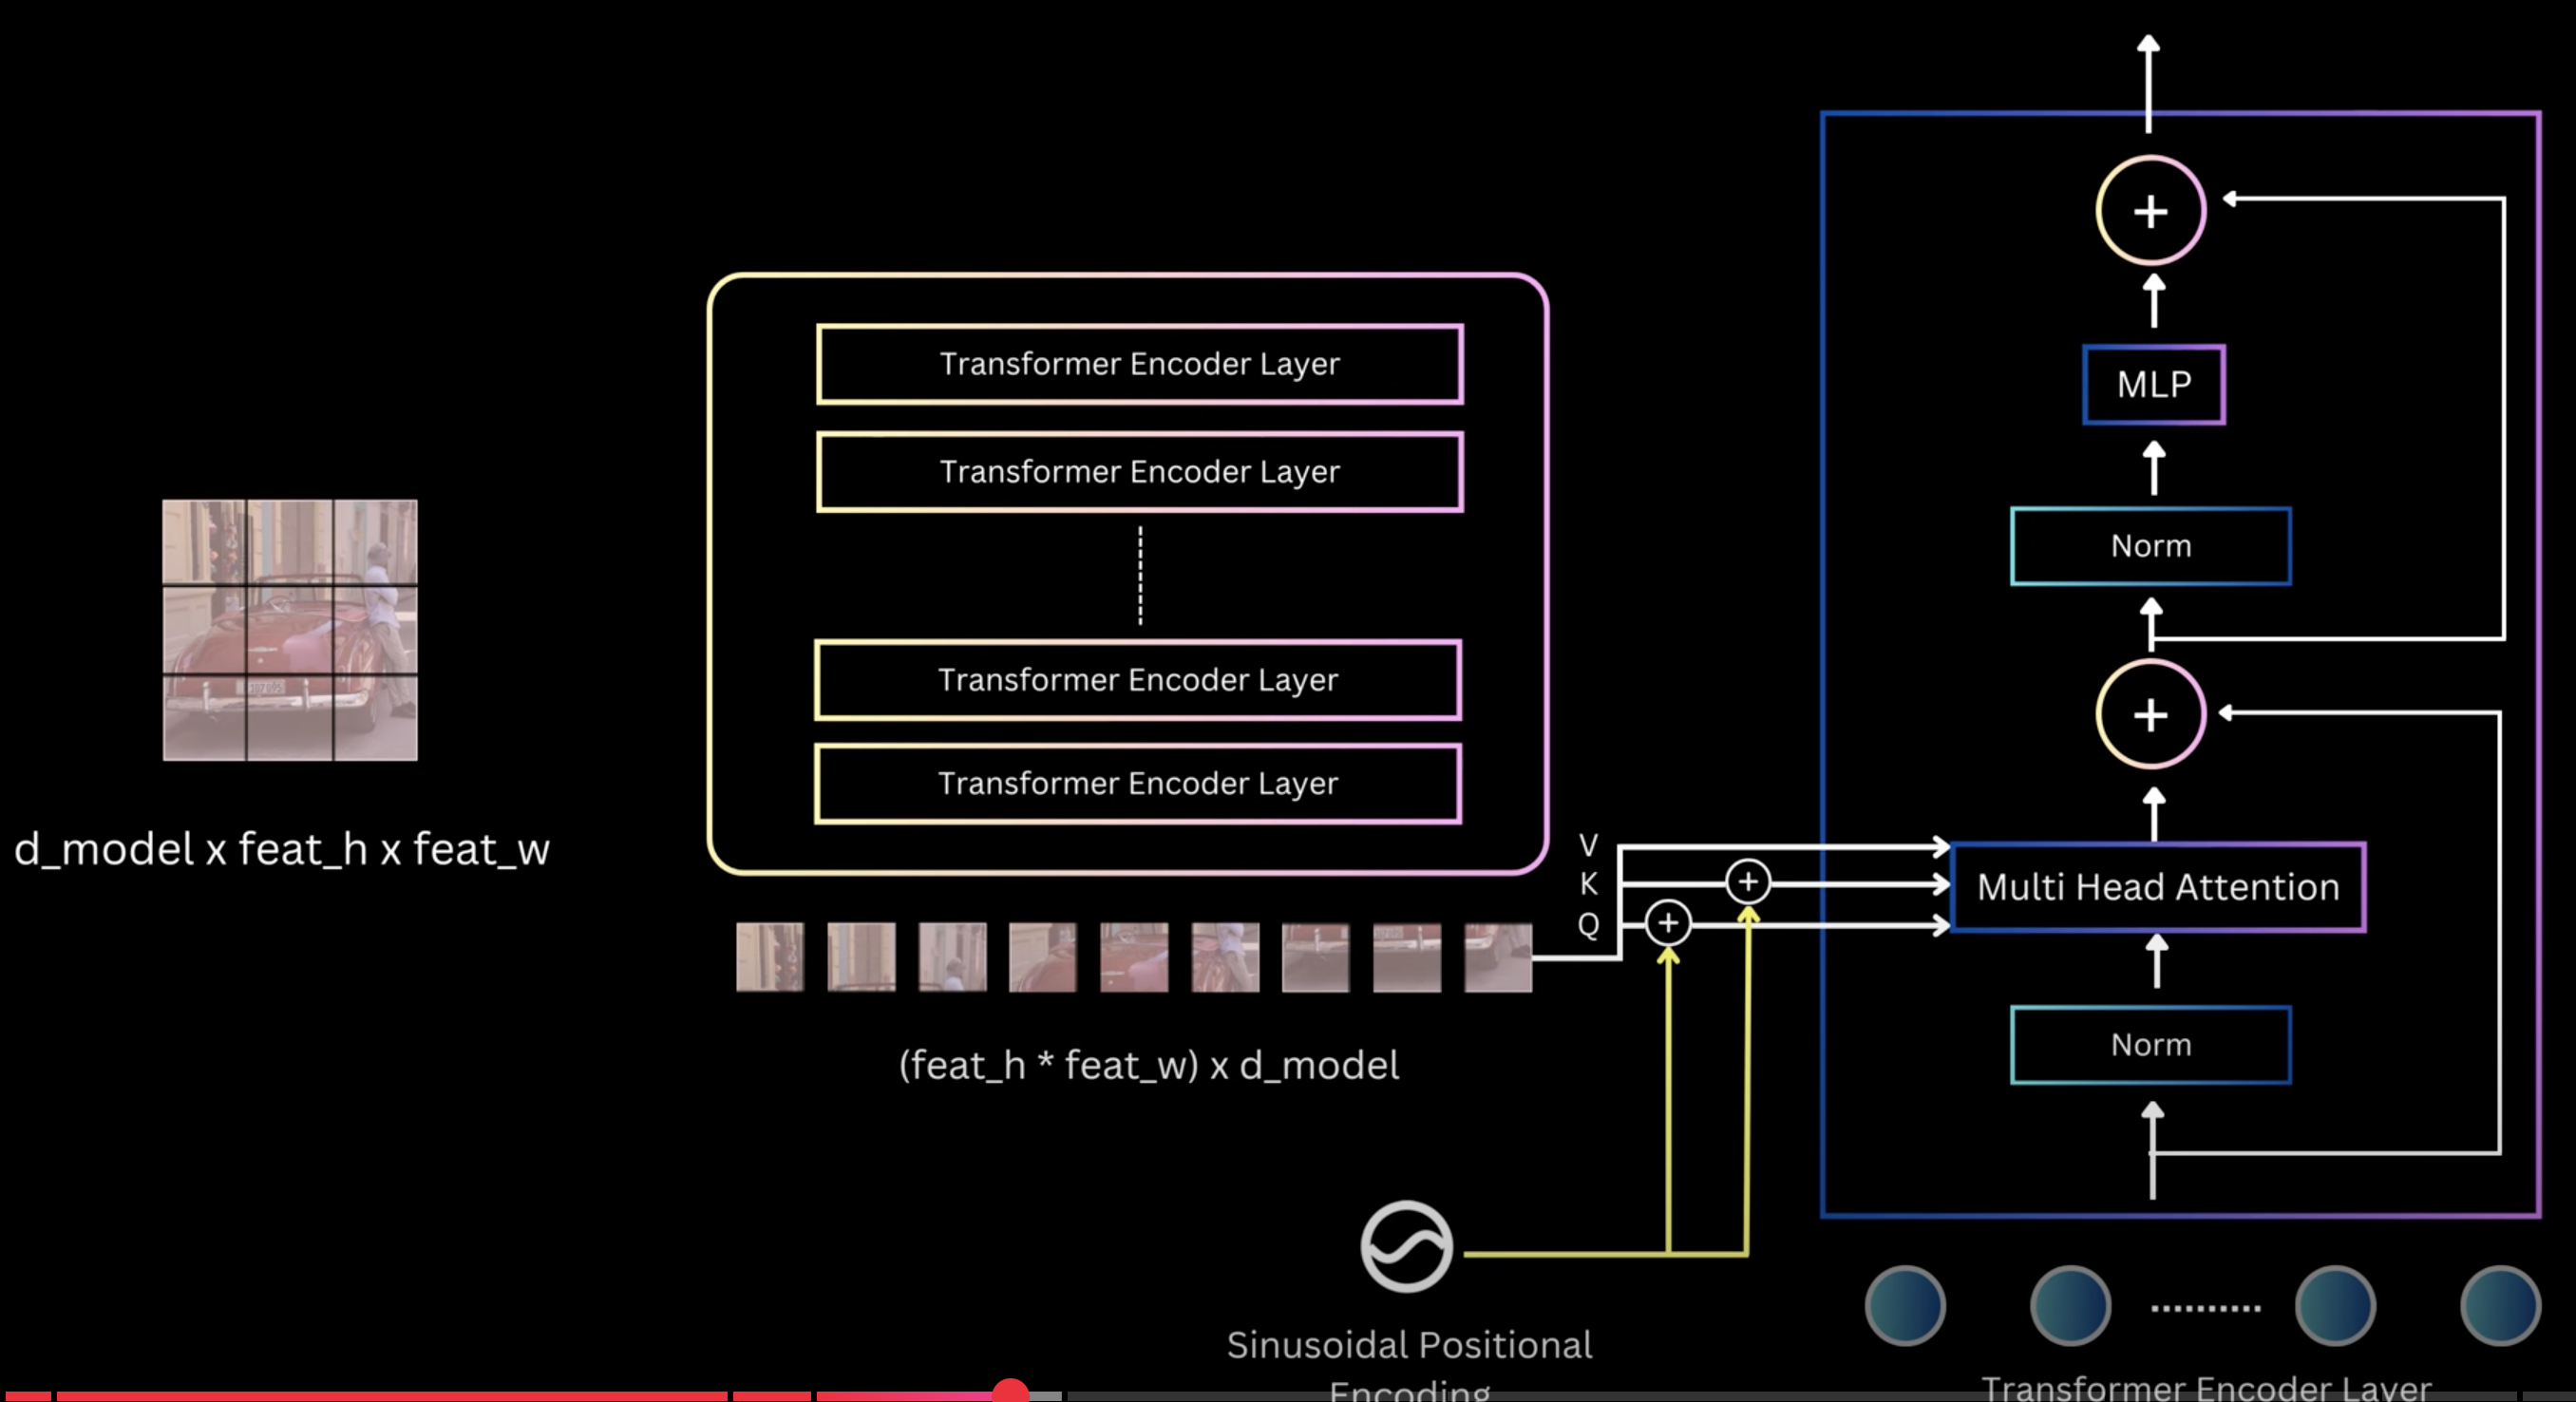 d_model x feat_h x feat_w
Transformer Encoder Layer
Transformer Encoder Layer
Transformer Encoder Layer
Transformer Encoder Layer
(feat_h * feat_w) x d_model
V
K
Q
+
+
Sinusoidal Positional
Encoding
+
MLP
Norm
+
Multi Head Attention
Norm
Transformer Encoder Layer